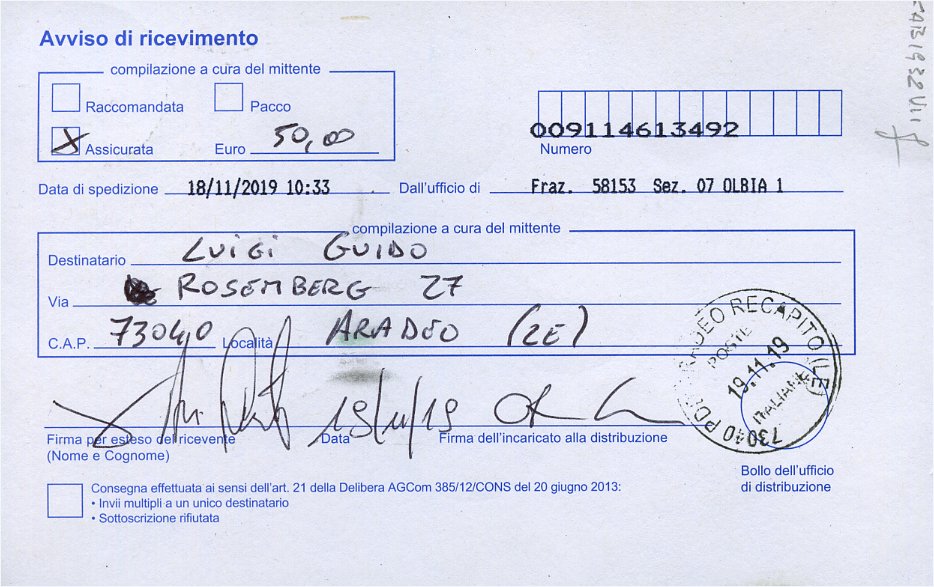 Avviso di ricevimento
compilazione a cura del mittente
Raccomandata Pacco
X Assicurata Euro 50,00
009114613492
Numero
Data di spedizione 18/11/2019 10:33 Dall'ufficio di Fraz. 58153 Sez. 07 OLBIA 1
compilazione a cura del mittente
Destinatario LUIGI GUIDO
Via ROSEMBERG 27
C.A.P. 73040 Località ARADEO (LE)
19/11/19
Firma per esteso del ricevente Data Firma dell'incaricato alla distribuzione
(Nome e Cognome)
ARADEO RECAPITO (LE)
POSTE
19.11.19
ITALIANE
73040
Bollo dell'ufficio
di distribuzione
Consegna effettuata ai sensi dell'art. 21 della Delibera AGCom 385/12/CONS del 20 giugno 2013:
• Invii multipli a un unico destinatario
• Sottoscrizione rifiutata